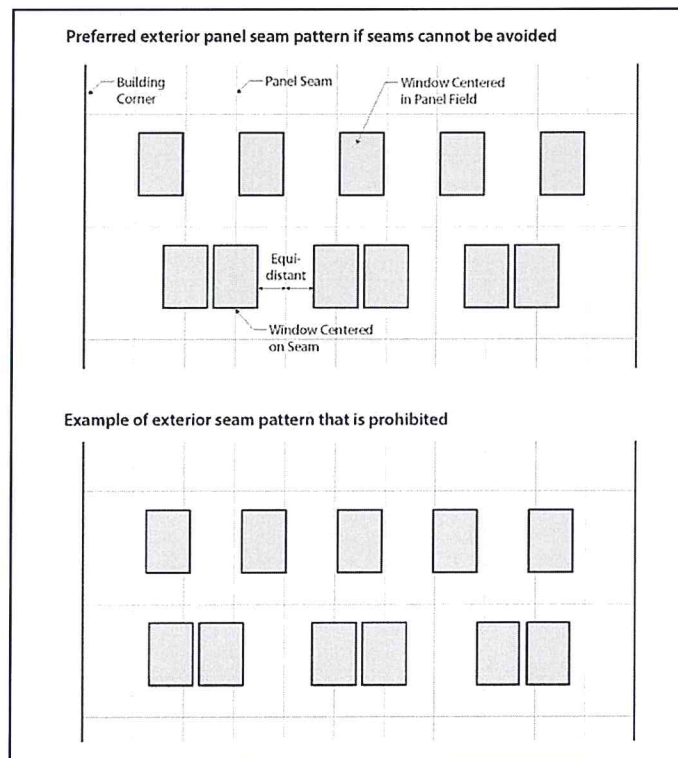 Preferred exterior panel seam pattern if seams cannot be avoided
Building
Corner
Panel Seam
Window Centered
in Panel Field
Equi-
distant
Window Centered
on Seam
Example of exterior seam pattern that is prohibited